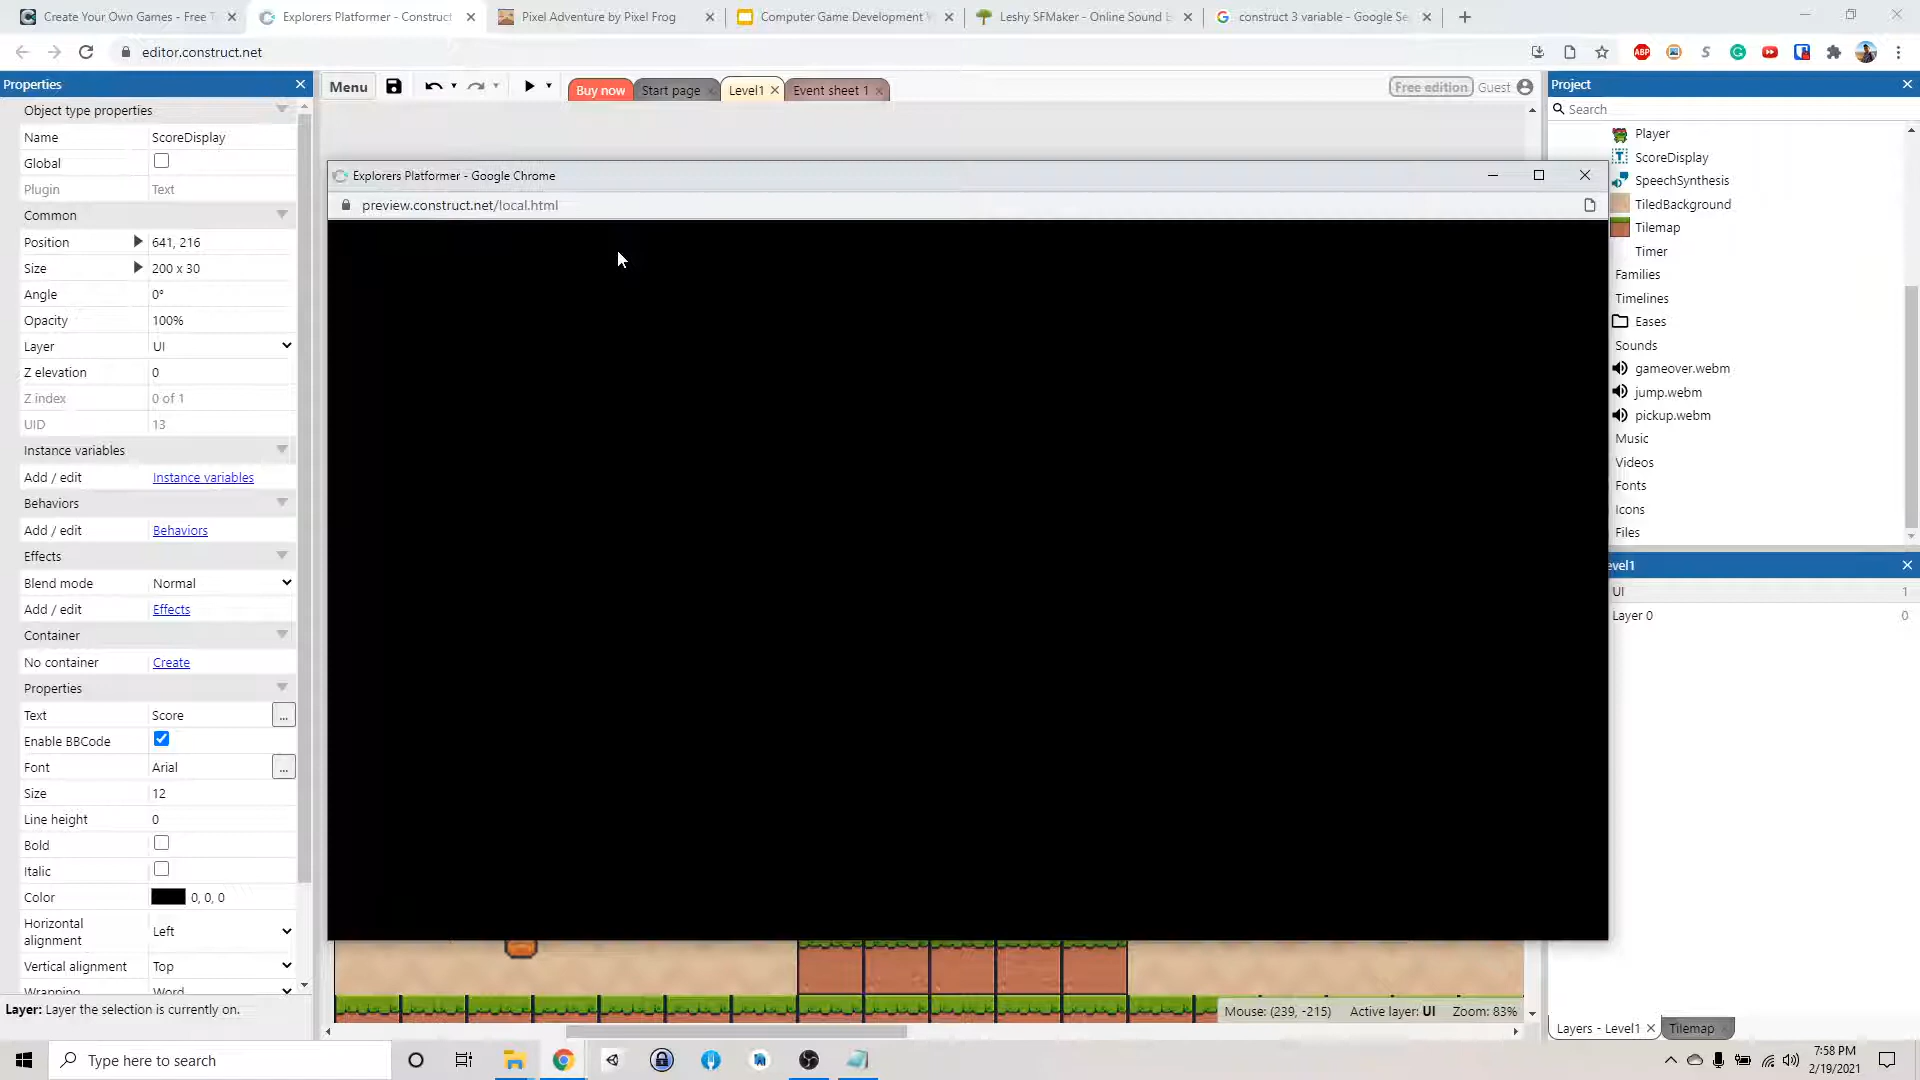 Create Your Own Games - Free T
Explorers Platformer - Construct
Pixel Adventure by Pixel Frog
Computer Game Development
Leshy SFMaker - Online Sound E
construct 3 variable - Google Se
editor.construct.net
ABP
Properties
Menu
Buy now
Start page
Level1
Event sheet 1
Free edition
Guest
Project
Search
Object type properties
Name ScoreDisplay
Global
Plugin Text
Common
Position 641, 216
Size 200 x 30
Angle 0°
Opacity 100%
Layer UI
Z elevation 0
Z index 0 of 1
UID 13
Instance variables
Add / edit Instance variables
Behaviors
Add / edit Behaviors
Effects
Blend mode Normal
Add / edit Effects
Container
No container Create
Properties
Text Score ...
Enable BBCode
Font Arial ...
Size 12
Line height 0
Bold
Italic
Color 0, 0, 0
Horizontal alignment Left
Vertical alignment Top
Wrapping Word
Layer: Layer the selection is currently on.
Explorers Platformer - Google Chrome
preview.construct.net/local.html
Player
ScoreDisplay
SpeechSynthesis
TiledBackground
Tilemap
Timer
Families
Timelines
Eases
Sounds
gameover.webm
jump.webm
pickup.webm
Music
Videos
Fonts
Icons
Files
evel1
UI 1
Layer 0 0
Mouse: (239, -215) Active layer: UI Zoom: 83%
Layers - Level1
Tilemap
Type here to search
7:58 PM
2/19/2021